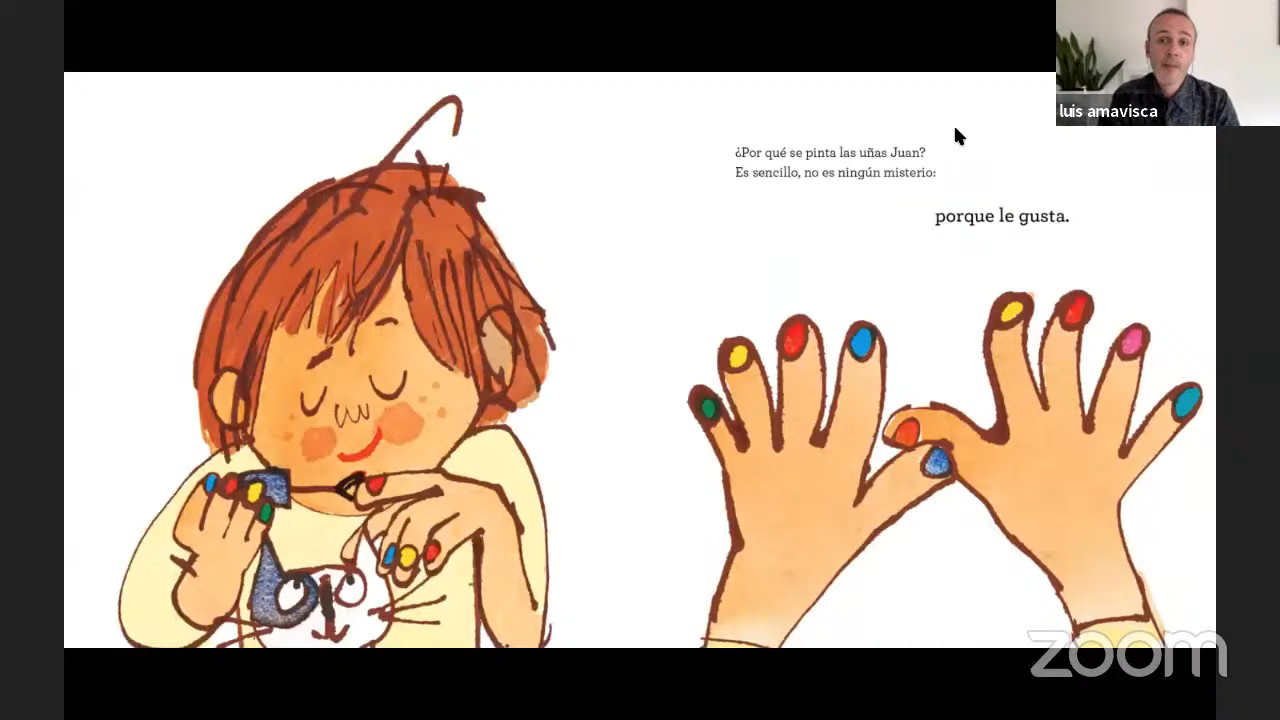 luis amavisca
¿Por qué se pinta las uñas Juan?
Es sencillo, no es ningún misterio:
porque le gusta.
zoom